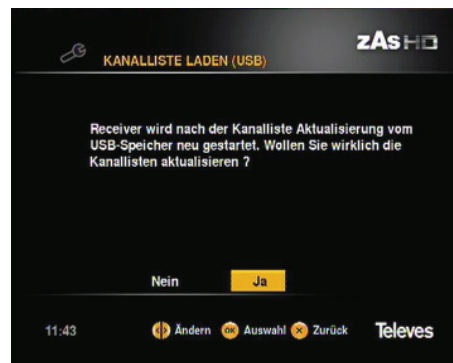 zAs HD
KANALLISTE LADEN (USB)
Receiver wird nach der Kanalliste Aktualisierung vom
USB-Speicher neu gestartet. Wollen Sie wirklich die
Kanallisten aktualisieren ?
Nein Ja
11:43 Ändern OK Auswahl Zurück Televes